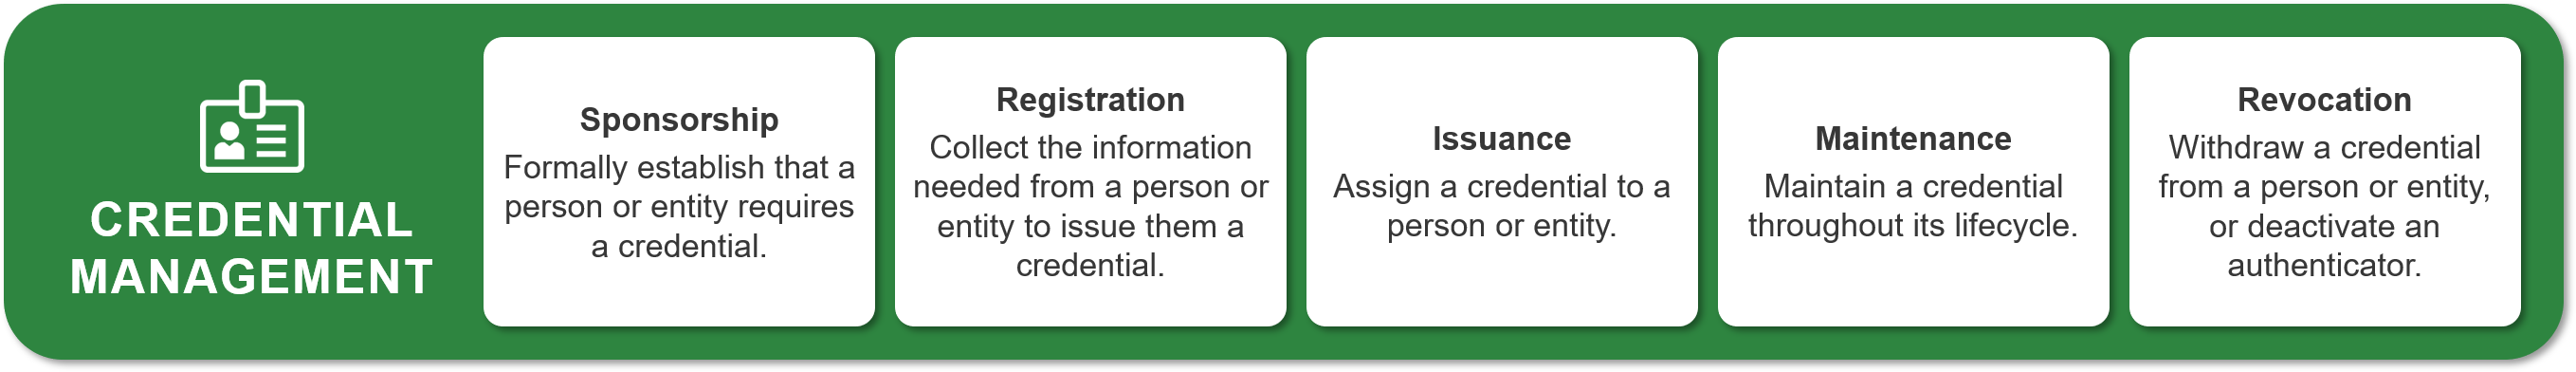 CREDENTIAL
MANAGEMENT
Sponsorship
Formally establish that a
person or entity requires
a credential.
Registration
Collect the information
needed from a person or
entity to issue them a
credential.
Issuance
Assign a credential to a
person or entity.
Maintenance
Maintain a credential
throughout its lifecycle.
Revocation
Withdraw a credential
from a person or entity,
or deactivate an
authenticator.